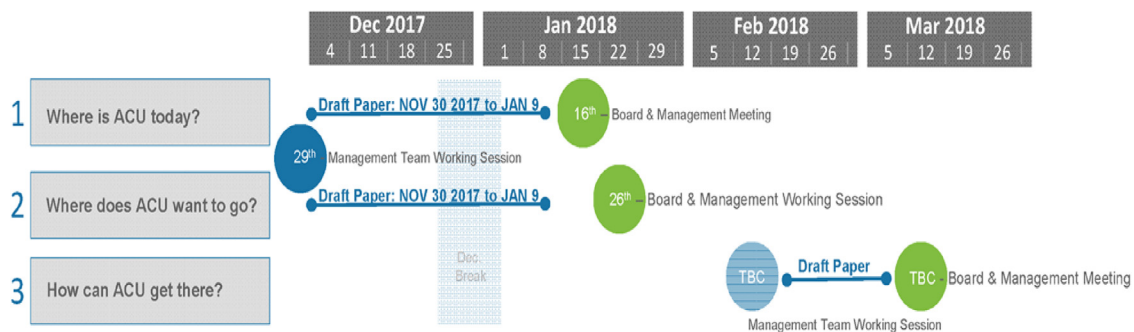 Dec 2017
Jan 2018
Feb 2018
Mar 2018
4 11 18 25
1 8 15 22 29
5 12 19 26
5 12 19 26
1
Where is ACU today?
Draft Paper: NOV 30 2017 to JAN 9
16th – Board & Management Meeting
29th
Management Team Working Session
2
Where does ACU want to go?
Draft Paper: NOV 30 2017 to JAN 9
26th – Board & Management Working Session
Dec.
Break
3
How can ACU get there?
TBC
Draft Paper
TBC – Board & Management Meeting
Management Team Working Session